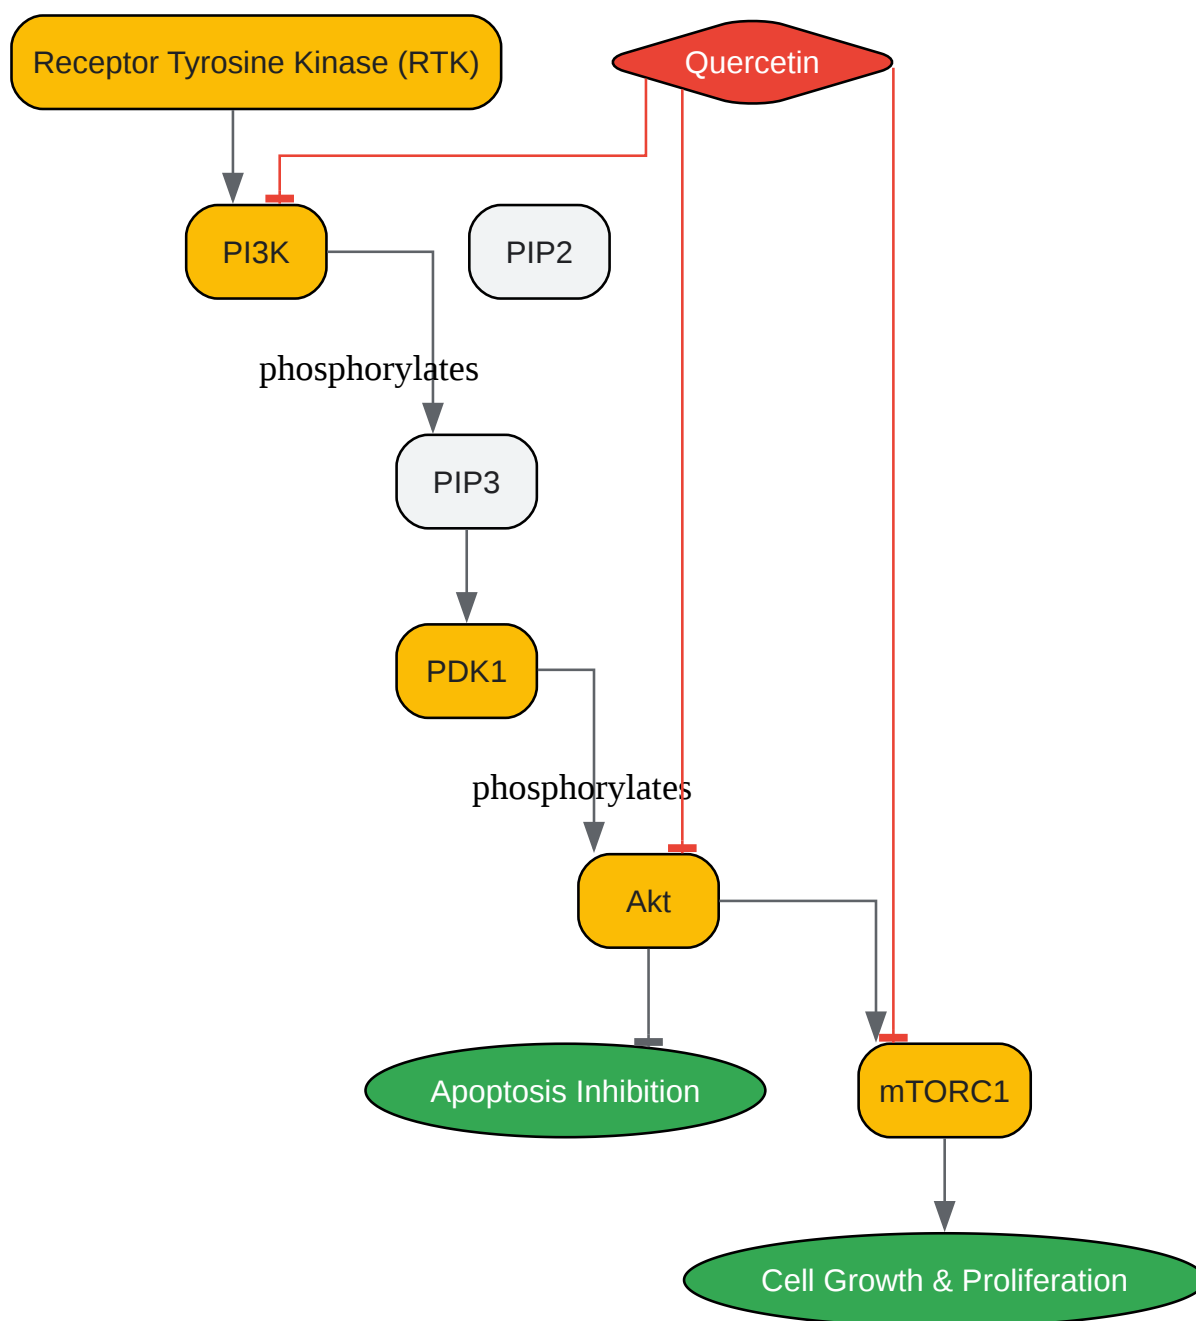 Receptor Tyrosine Kinase (RTK)
Quercetin
PI3K
PIP2
phosphorylates
PIP3
PDK1
phosphorylates
Akt
Apoptosis Inhibition
mTORC1
Cell Growth & Proliferation